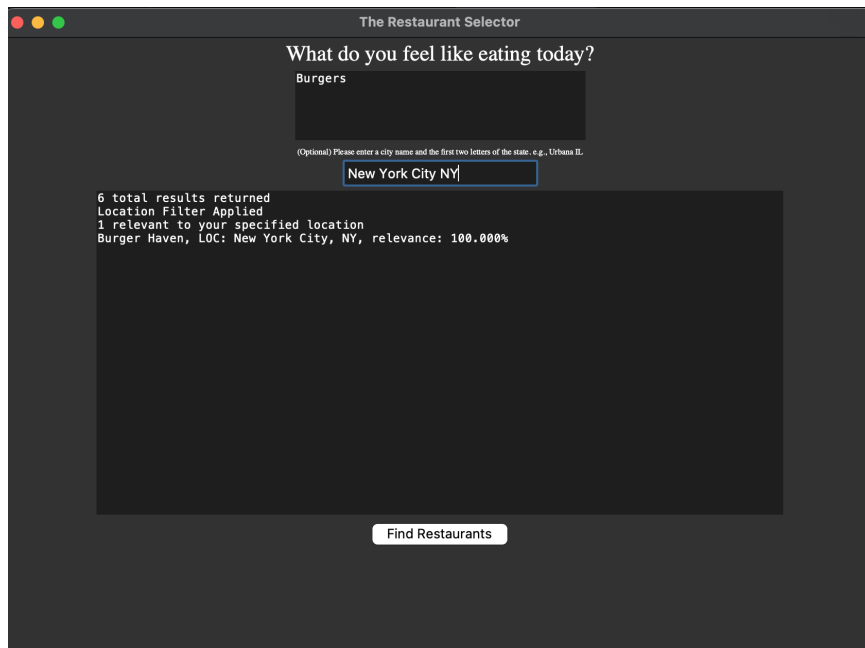 The Restaurant Selector
What do you feel like eating today?
Burgers
(Optional) Please enter a city name and the first two letters of the state. e.g., Urbana IL
New York City NY
6 total results returned
Location Filter Applied
1 relevant to your specified location
Burger Haven, LOC: New York City, NY, relevance: 100.000%
Find Restaurants